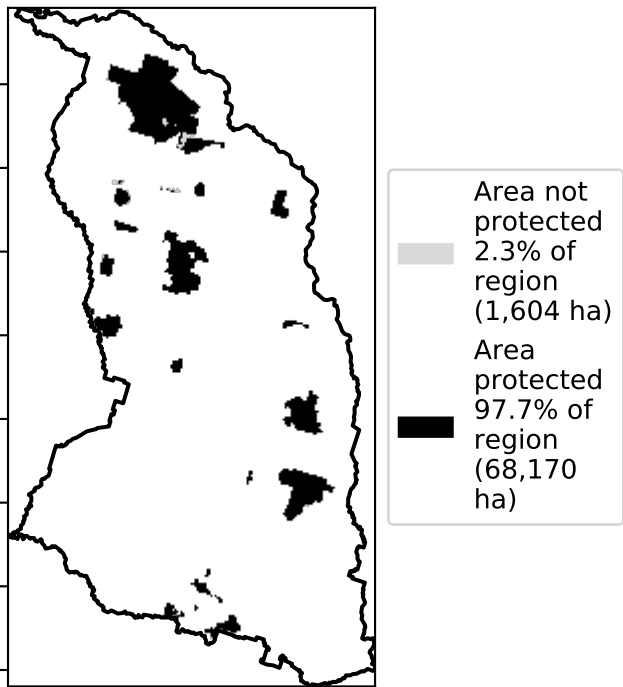 Area not
protected
2.3% of
region
(1,604 ha)
Area
protected
97.7% of
region
(68,170
ha)